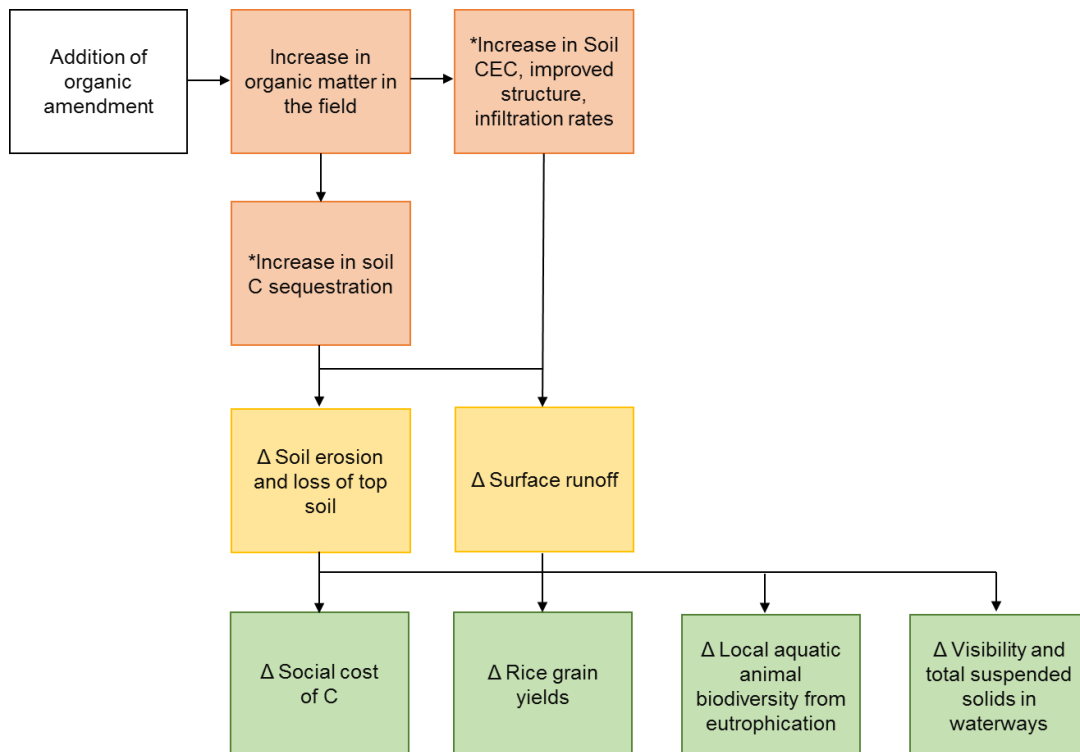 Addition of
organic
amendment
Increase in
organic matter in
the field
*Increase in Soil
CEC, improved
structure,
infiltration rates
*Increase in soil
C sequestration
Δ Soil erosion
and loss of top
soil
Δ Surface runoff
Δ Social cost
of C
Δ Rice grain
yields
Δ Local aquatic
animal
biodiversity from
eutrophication
Δ Visibility and
total suspended
solids in
waterways